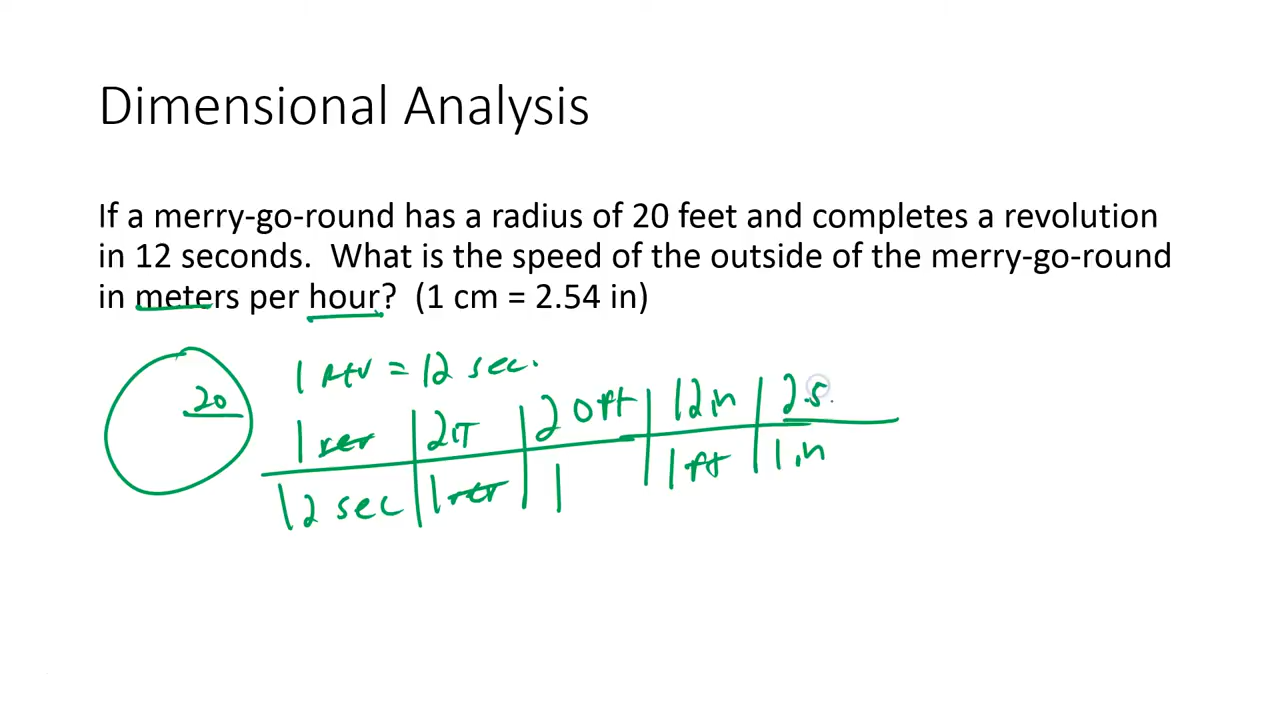 Dimensional Analysis
If a merry-go-round has a radius of 20 feet and completes a revolution
in 12 seconds. What is the speed of the outside of the merry-go-round
in meters per hour? (1 cm = 2.54 in)
20
1 rev = 12 sec.
1 rev | 2π | 20 ft | 12 in | 2.5
12 sec | 1 rev | 1 | 1 ft | 1 in